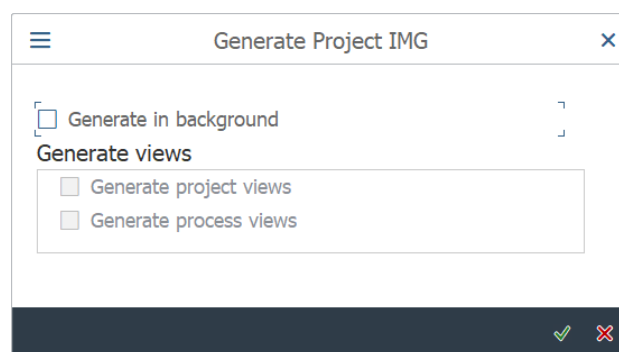 Generate Project IMG
Generate in background
Generate views
Generate project views
Generate process views